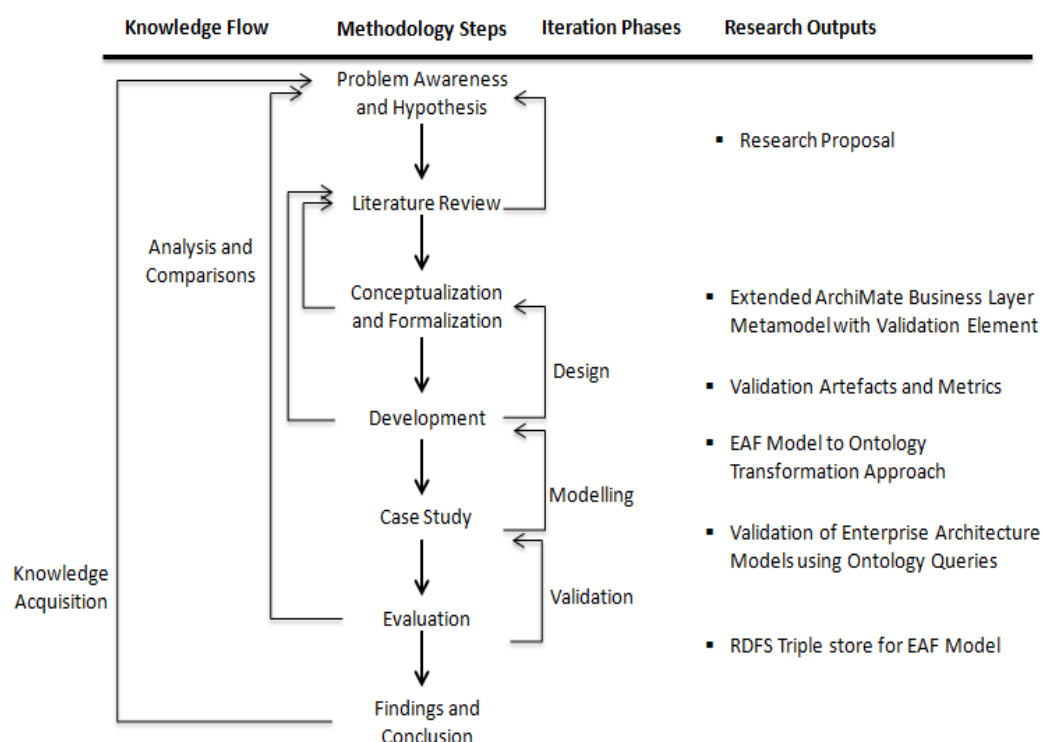 Knowledge Flow
Methodology Steps
Iteration Phases
Research Outputs
Problem Awareness
and Hypothesis
▪ Research Proposal
Literature Review
Analysis and
Comparisons
Conceptualization
and Formalization
▪ Extended ArchiMate Business Layer
Metamodel with Validation Element
Design
▪ Validation Artefacts and Metrics
Development
▪ EAF Model to Ontology
Transformation Approach
Modelling
Case Study
▪ Validation of Enterprise Architecture
Models using Ontology Queries
Knowledge
Acquisition
Validation
Evaluation
▪ RDFS Triple store for EAF Model
Findings and
Conclusion